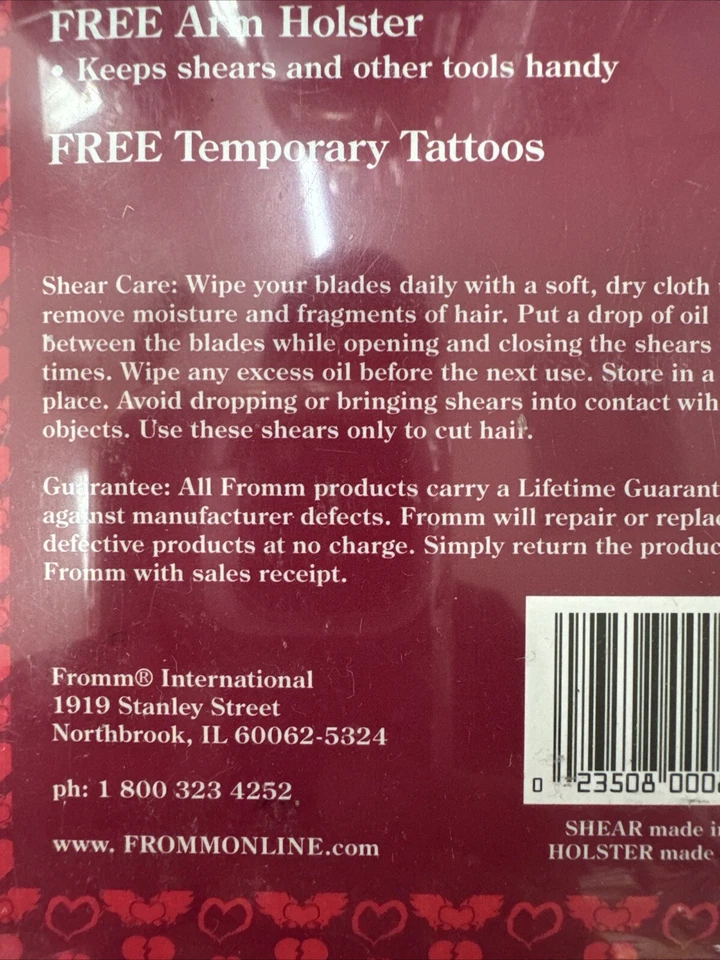 FREE Arm Holster
• Keeps shears and other tools handy
FREE Temporary Tattoos
Shear Care: Wipe your blades daily with a soft, dry cloth
remove moisture and fragments of hair. Put a drop of oil
between the blades while opening and closing the shears
times. Wipe any excess oil before the next use. Store in a
place. Avoid dropping or bringing shears into contact wih
objects. Use these shears only to cut hair.
Guarantee: All Fromm products carry a Lifetime Guarant
against manufacturer defects. Fromm will repair or replac
defective products at no charge. Simply return the produc
Fromm with sales receipt.
Fromm® International
1919 Stanley Street
Northbrook, IL 60062-5324
ph: 1 800 323 4252
www. FROMMONLINE.com
0 23508 000
SHEAR made in
HOLSTER made